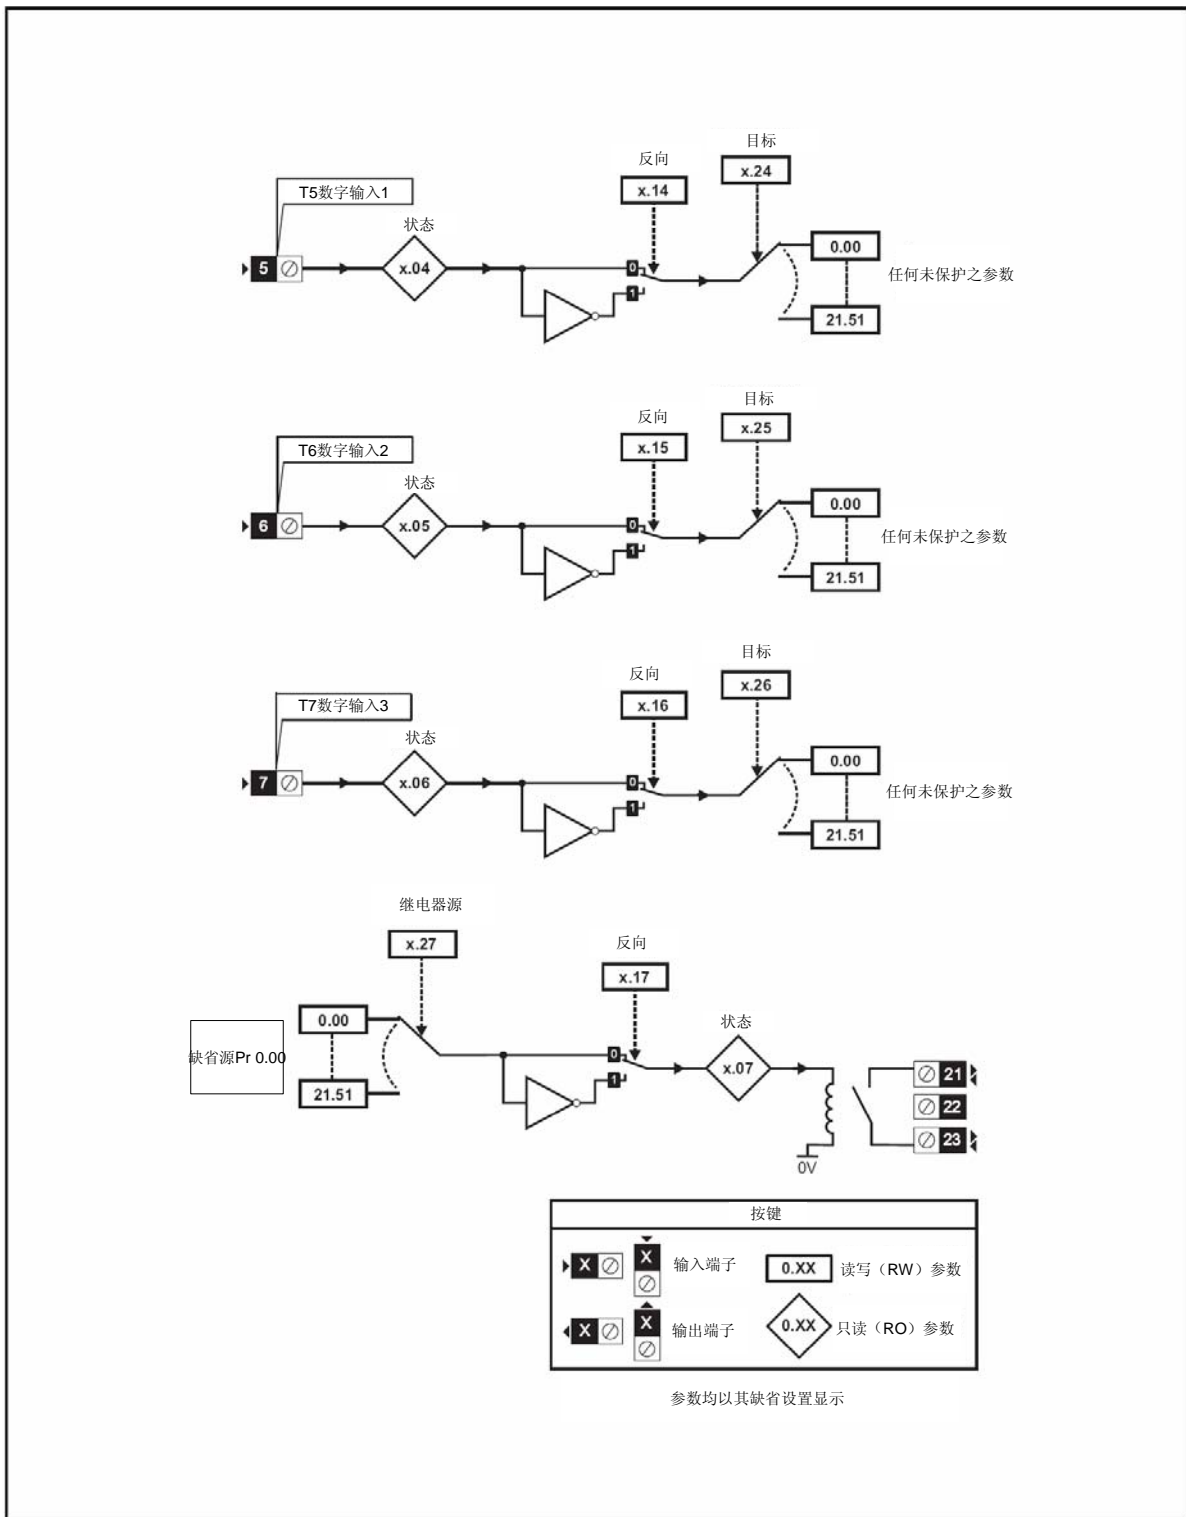 目标
反向
x.24
T5数字输入1
x.14
状态
0.00
5
x.04
0
任何未保护之参数
1
21.51
目标
反向
x.25
T6数字输入2
x.15
状态
0.00
6
x.05
0
任何未保护之参数
1
21.51
目标
反向
x.26
T7数字输入3
x.16
状态
0.00
7
x.06
0
任何未保护之参数
1
21.51
继电器源
x.27
反向
x.17
0.00
状态
缺省源Pr 0.00
0
x.07
21
1
21.51
22
23
0V
按键
X
X
输入端子
0.XX
读写（RW）参数
X
X
输出端子
0.XX
只读（RO）参数
参数均以其缺省设置显示